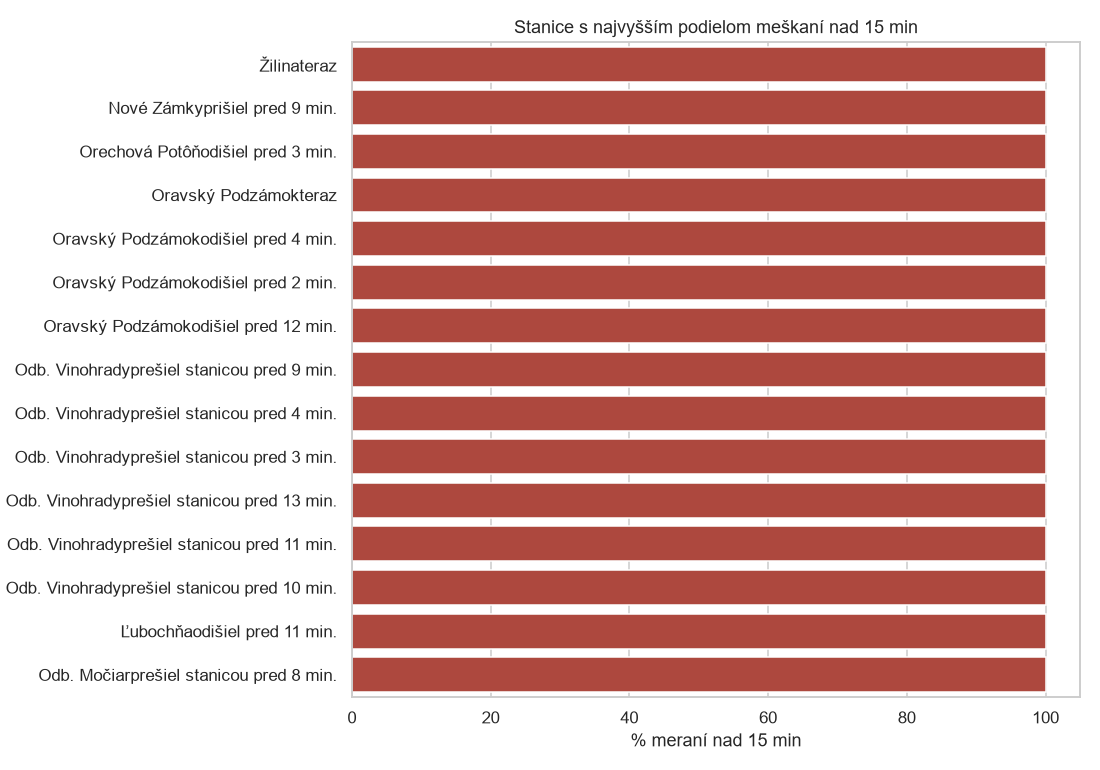 Stanice s najvyšším podielom meškaní nad 15 min
Žilinateraz
Nové Zámkyprišiel pred 9 min.
Orechová Potôňodišiel pred 3 min.
Oravský Podzámokteraz
Oravský Podzámokodišiel pred 4 min.
Oravský Podzámokodišiel pred 2 min.
Oravský Podzámokodišiel pred 12 min.
Odb. Vinohradyprešiel stanicou pred 9 min.
Odb. Vinohradyprešiel stanicou pred 4 min.
Odb. Vinohradyprešiel stanicou pred 3 min.
Odb. Vinohradyprešiel stanicou pred 13 min.
Odb. Vinohradyprešiel stanicou pred 11 min.
Odb. Vinohradyprešiel stanicou pred 10 min.
Ľubochňaodišiel pred 11 min.
Odb. Močiarprešiel stanicou pred 8 min.
0 20 40 60 80 100
% meraní nad 15 min